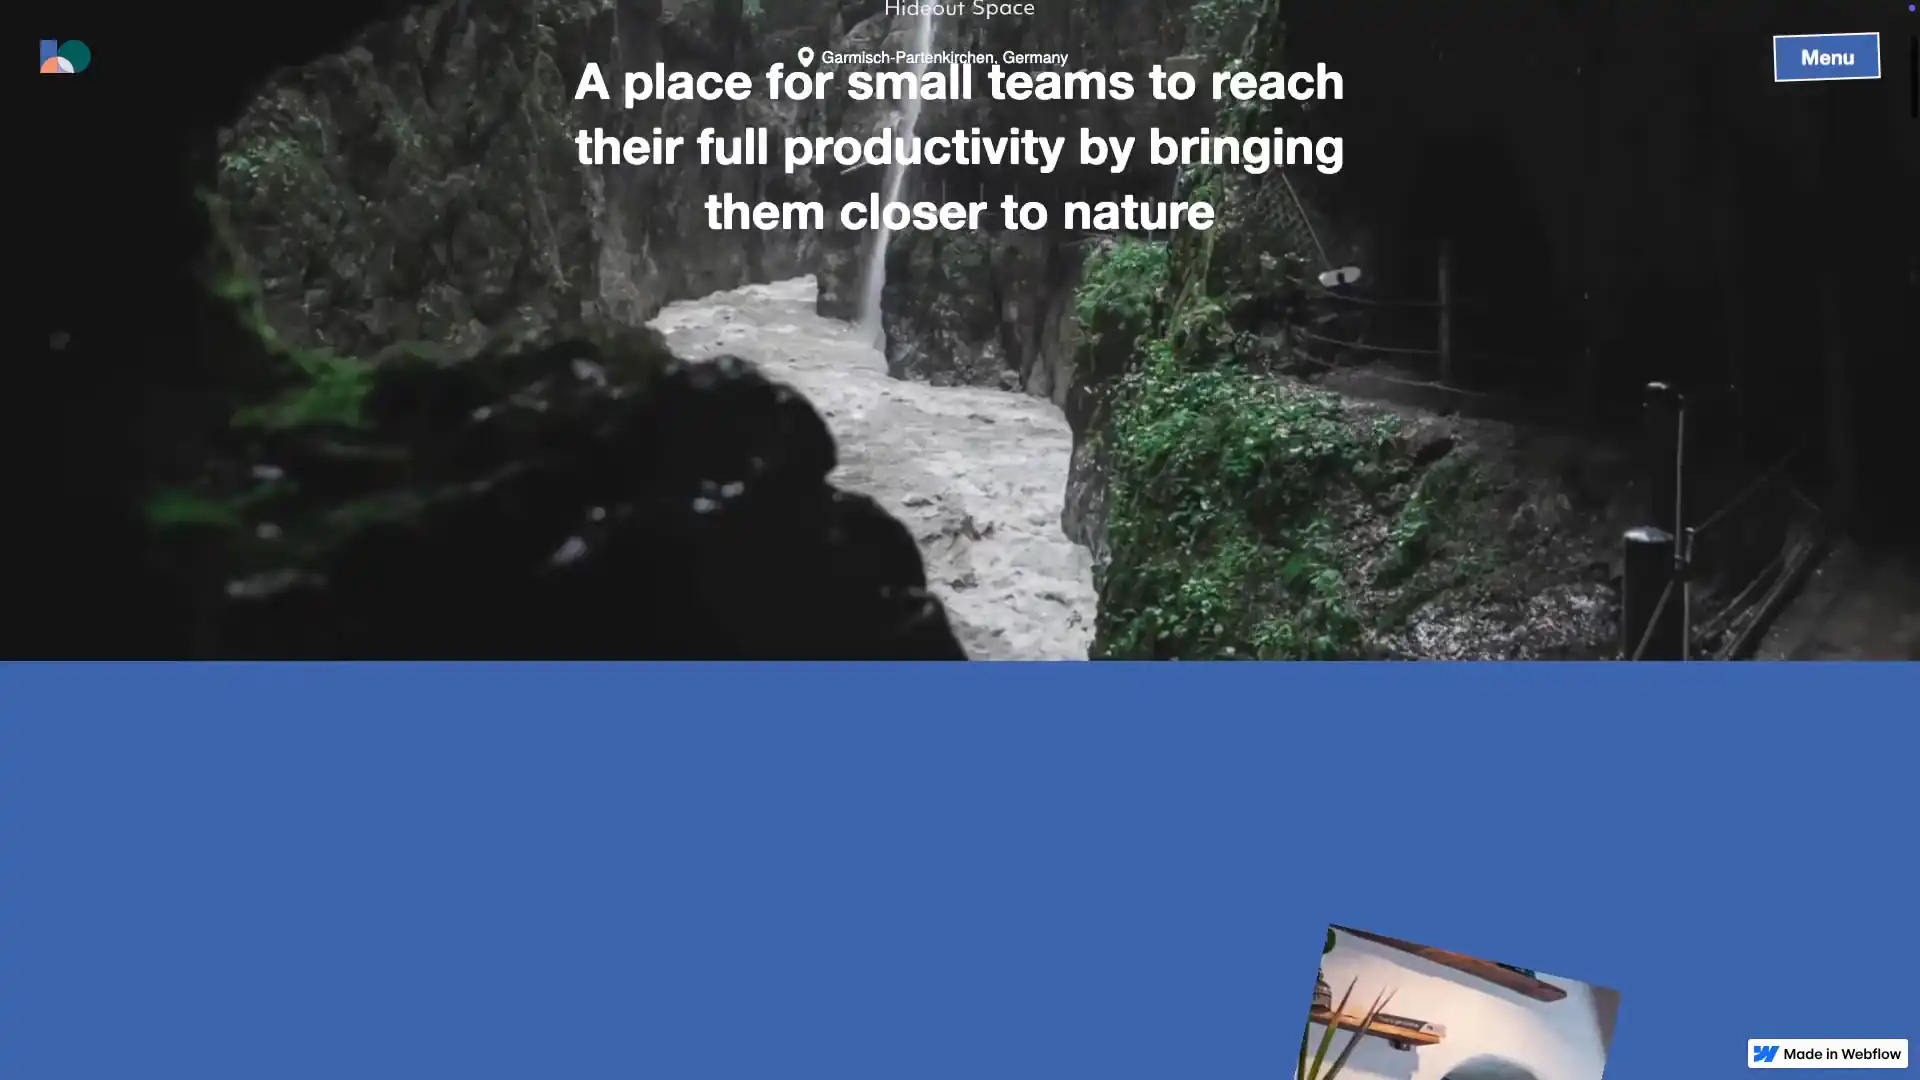 Hideout Space
Garmisch-Partenkirchen, Germany
Menu
A place for small teams to reach
their full productivity by bringing
them closer to nature
Made in Webflow